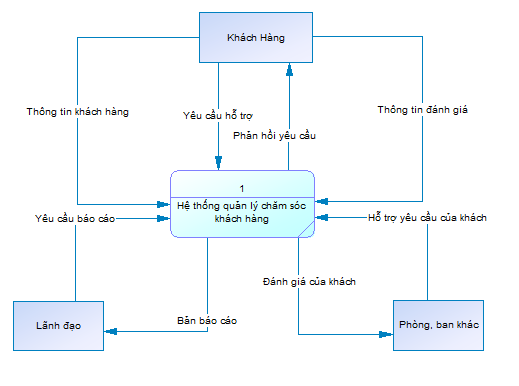 Khách Hàng
Thông tin khách hàng
Yêu cầu hỗ trợ
Thông tin đánh giá
Phản hồi yêu cầu
1
Hệ thống quản lý chăm sóc
khách hàng
Yêu cầu báo cáo
Hỗ trợ yêu cầu của khách
Đánh giá của khách
Lãnh đạo
Bản báo cáo
Phòng, ban khác